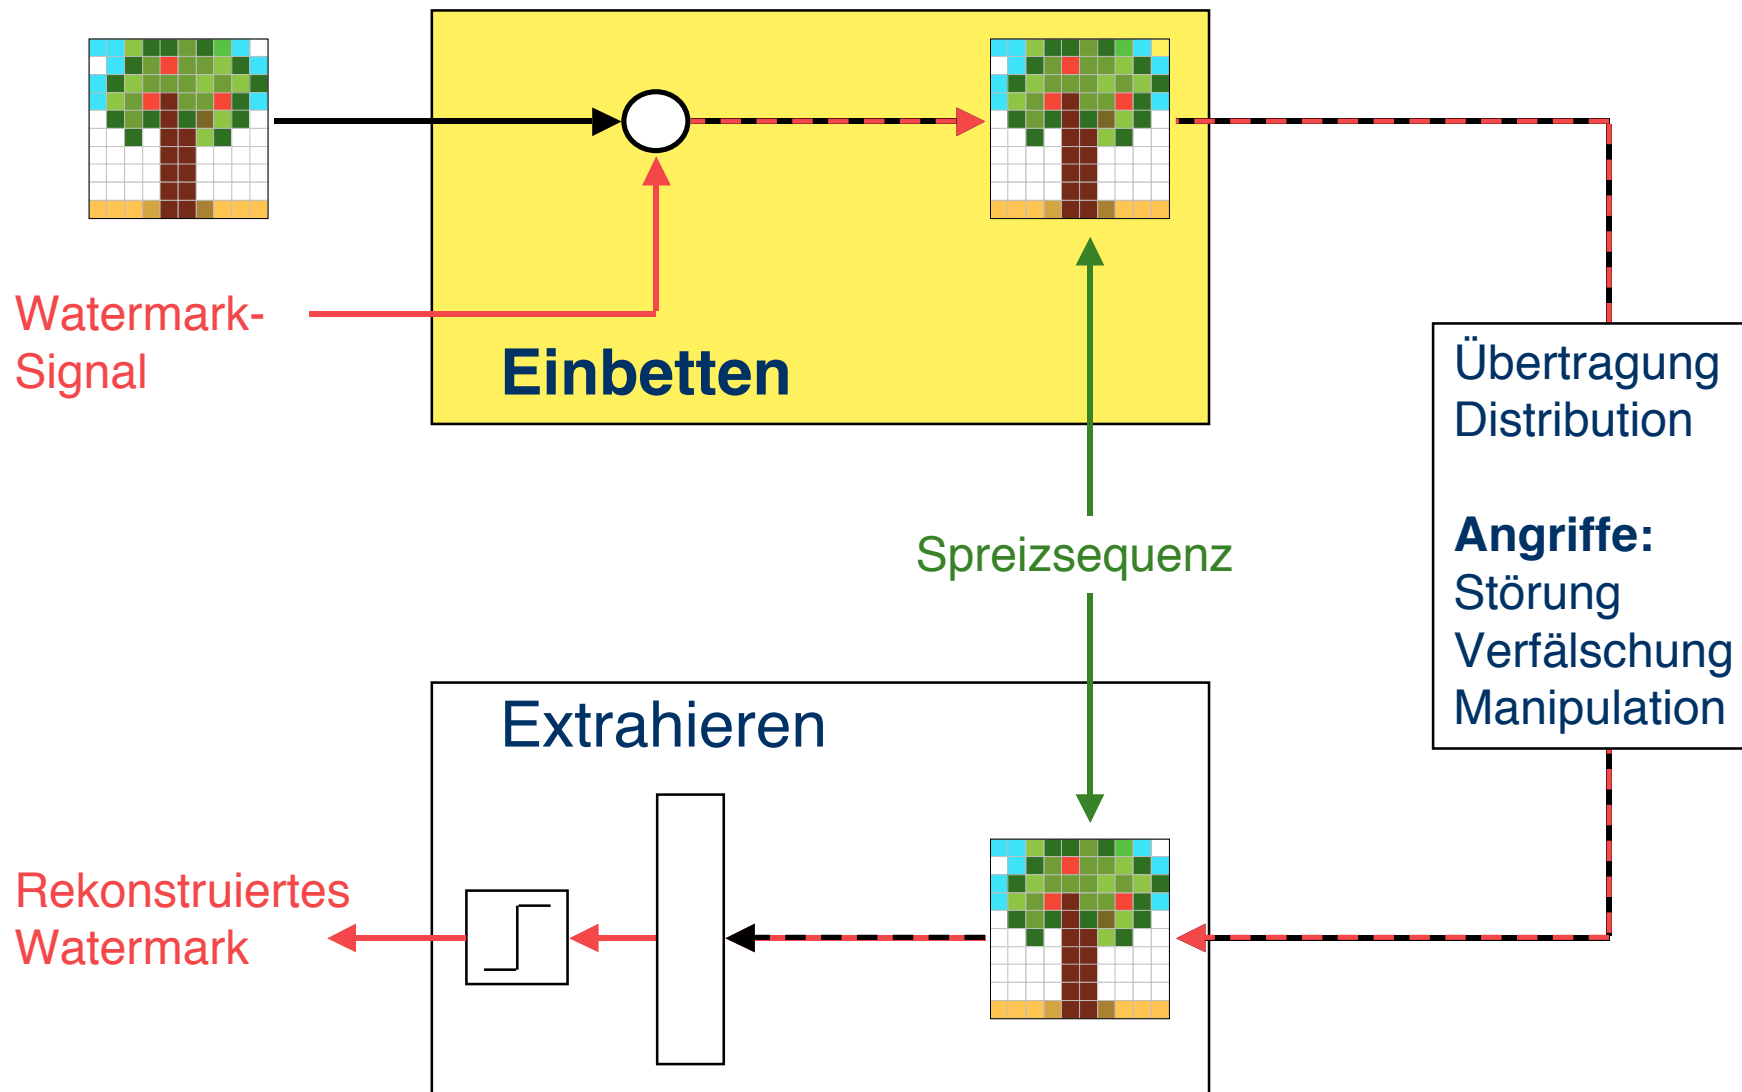 Watermark-
Signal
Einbetten
Übertragung
Distribution
Angriffe:
Störung
Verfälschung
Manipulation
Spreizsequenz
Extrahieren
Rekonstruiertes
Watermark